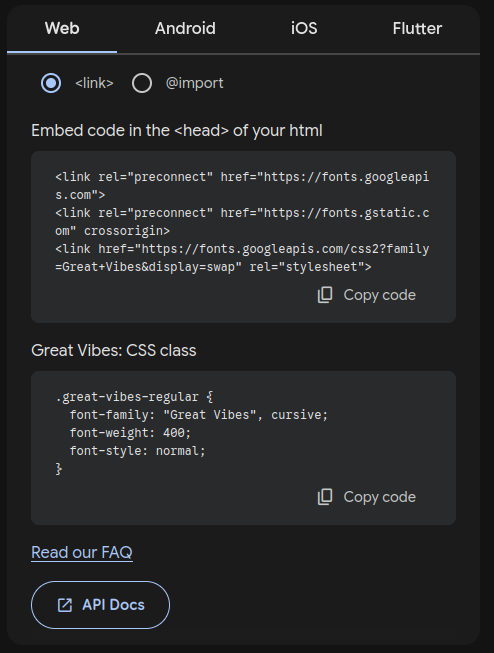 Web Android iOS Flutter
<link> @import
Embed code in the <head> of your html
<link rel="preconnect" href="https://fonts.googleapi
s.com">
<link rel="preconnect" href="https://fonts.gstatic.c
om" crossorigin>
<link href="https://fonts.googleapis.com/css2?family
=Great+Vibes&display=swap" rel="stylesheet">
Copy code
Great Vibes: CSS class
.great-vibes-regular {
  font-family: "Great Vibes", cursive;
  font-weight: 400;
  font-style: normal;
}
Copy code
Read our FAQ
API Docs